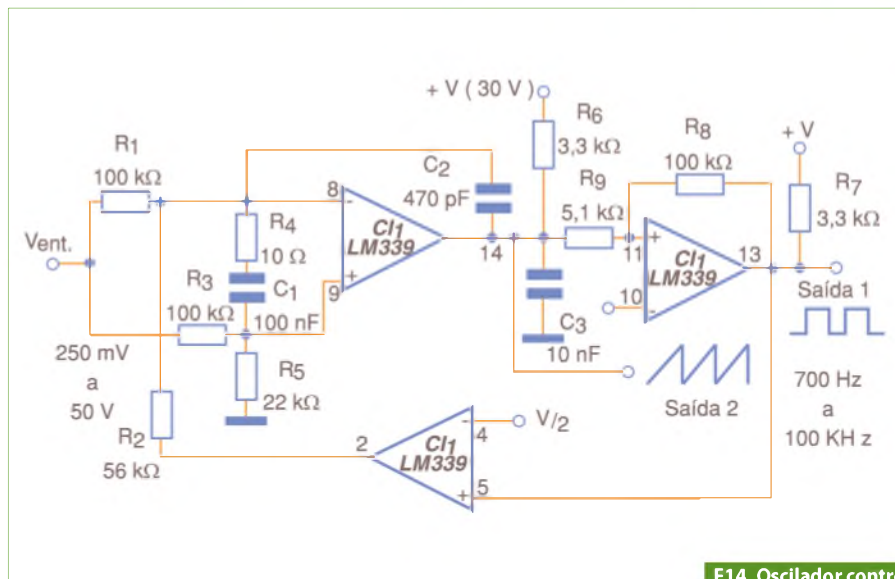 + V ( 30 V )
R6
3,3 kΩ
R8
100 kΩ
+ V
R7
3,3 kΩ
R1
100 kΩ
C2
470 pF
R9
5,1 kΩ
8
-
CI1
LM339
+
9
14
R4
10 Ω
C1
100 nF
Vent.
R3
100 kΩ
+
11
CI1
LM339
10
-
13
Saída 1
C3
10 nF
250 mV
a
50 V
R5
22 kΩ
Saída 2
700 Hz
a
100 KH z
R2
56 kΩ
2
CI1
LM339
-
4
V/2
+
5
F14. Oscilador contr